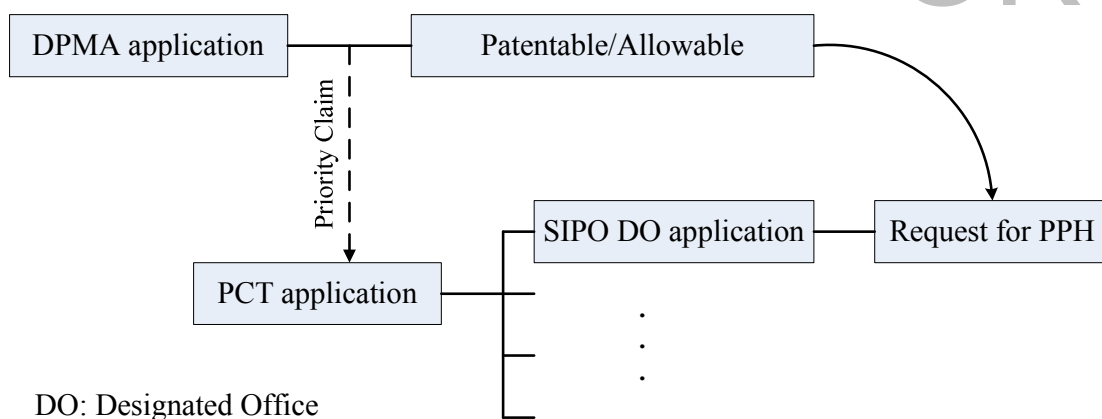 DPMA application
Patentable/Allowable
Priority Claim
SIPO DO application
Request for PPH
PCT application
DO: Designated Office